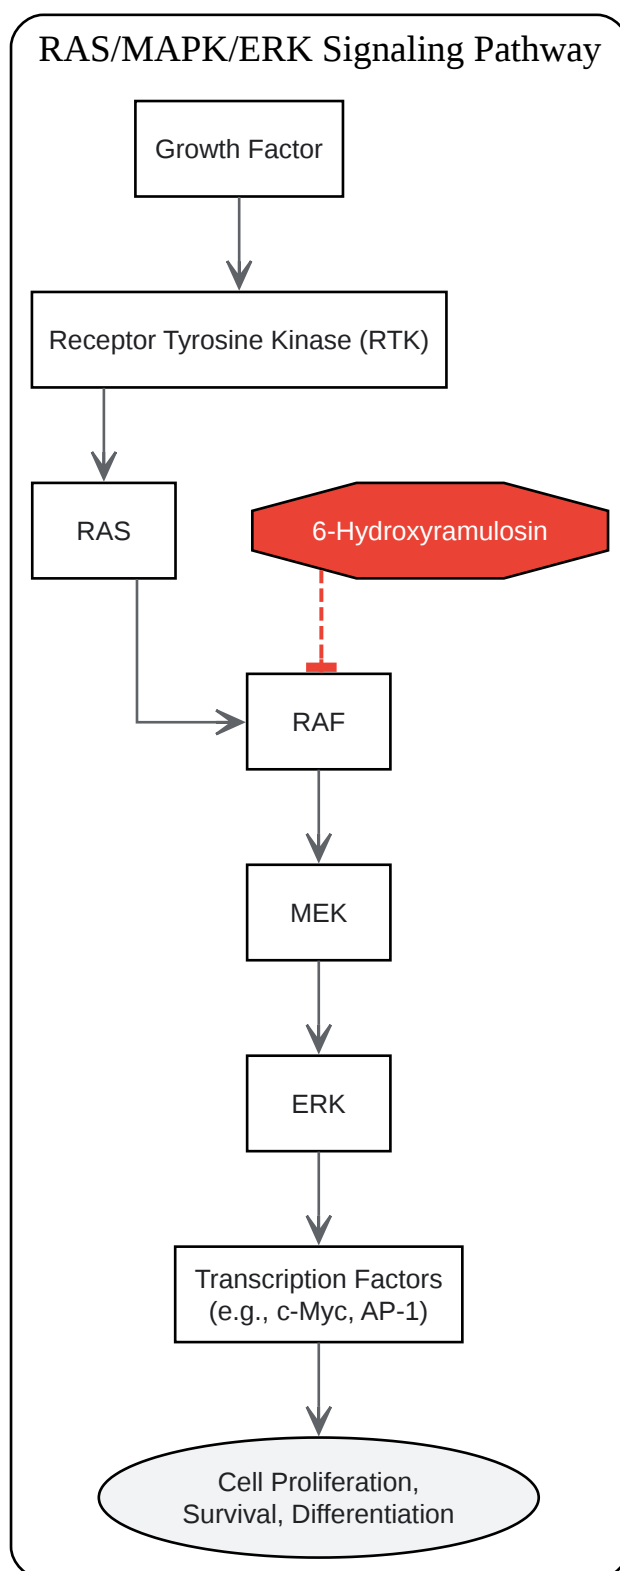 RAS/MAPK/ERK Signaling Pathway
Growth Factor
Receptor Tyrosine Kinase (RTK)
RAS
6-Hydroxyramulosin
RAF
MEK
ERK
Transcription Factors
(e.g., c-Myc, AP-1)
Cell Proliferation,
Survival, Differentiation